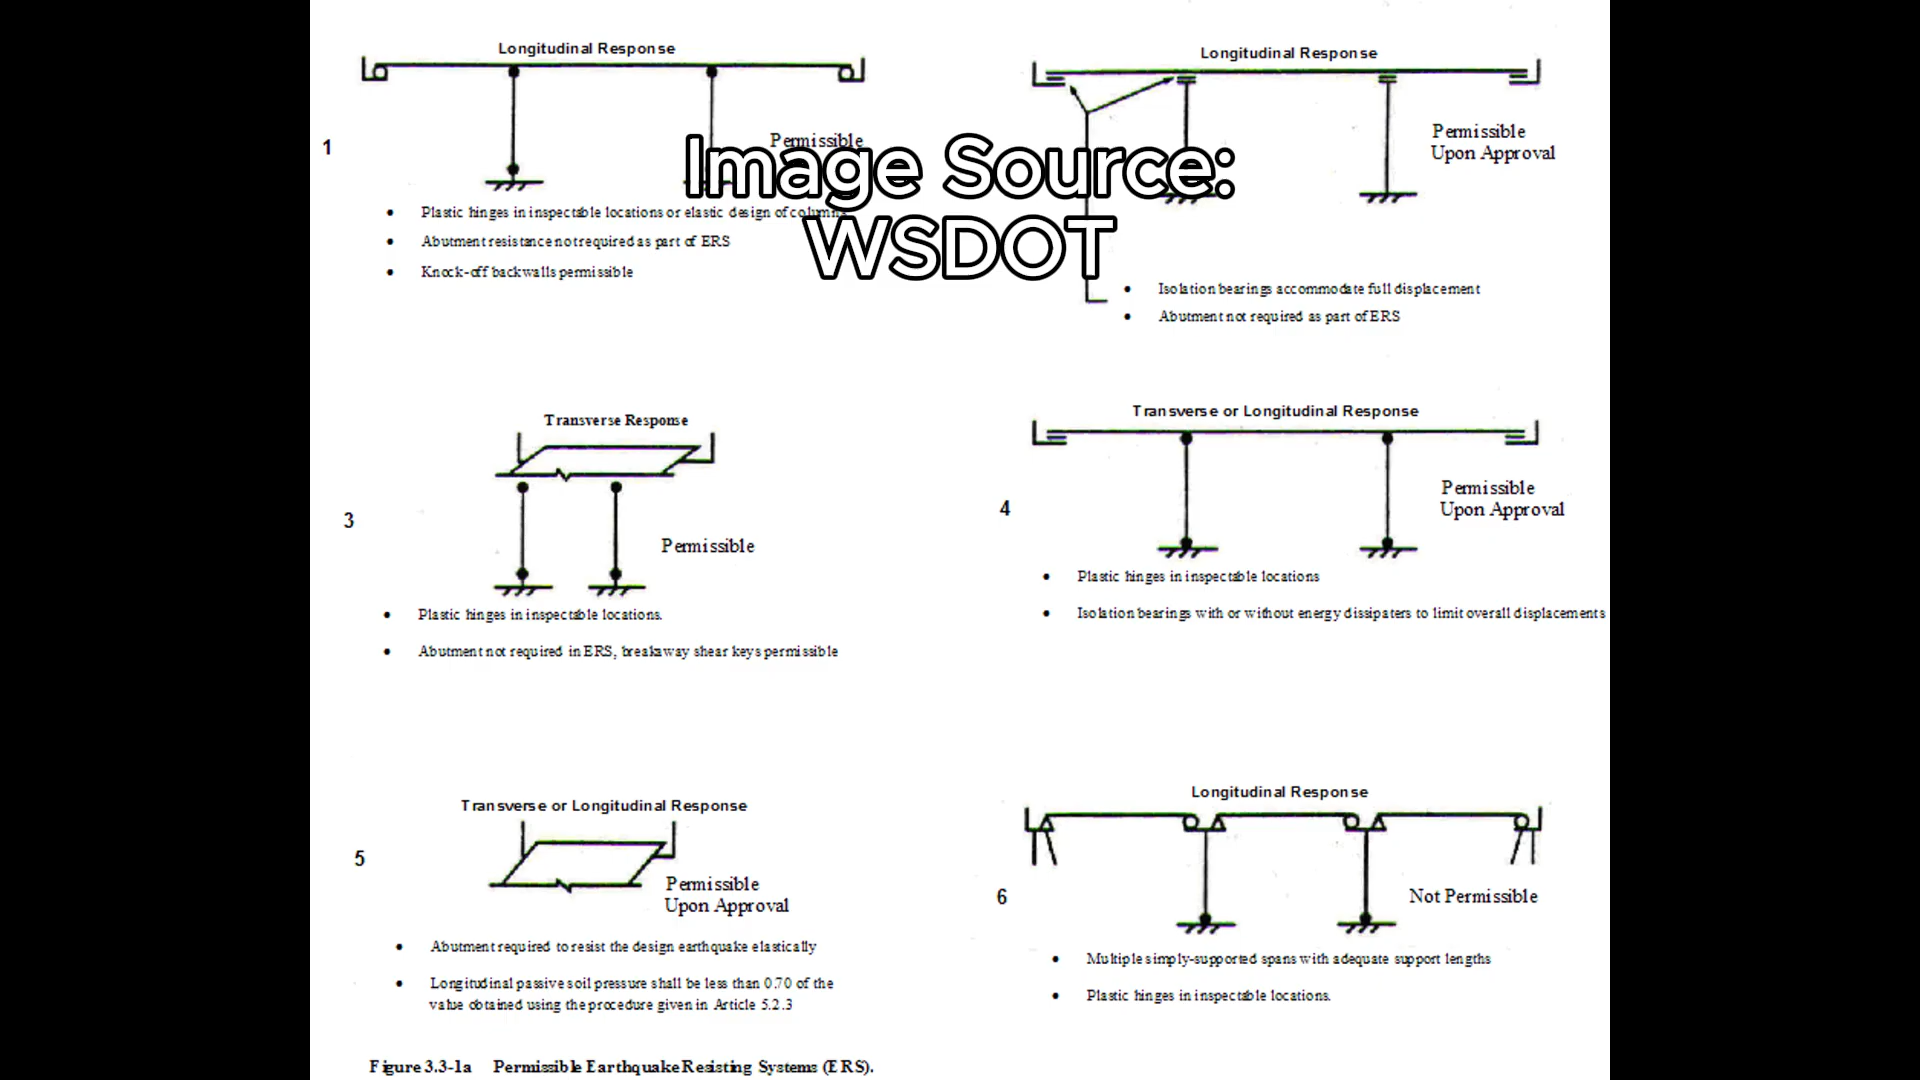 Longitudinal Response
1
Permissible
Plastic hinges in inspectable locations or elastic design of columns
Abutment resistance not required as part of ERS
Knock-off backwalls permissible
Longitudinal Response
Permissible
Upon Approval
Isolation bearings accommodate full displacement
Abutment not required as part of ERS
Image Source:
WSDOT
Transverse Response
3
Permissible
Plastic hinges in inspectable locations.
Abutment not required in ERS, breakaway shear keys permissible
Transverse or Longitudinal Response
4
Permissible
Upon Approval
Plastic hinges in inspectable locations
Isolation bearings with or without energy dissipaters to limit overall displacements
Transverse or Longitudinal Response
5
Permissible
Upon Approval
Abutment required to resist the design earthquake elastically
Longitudinal passive soil pressure shall be less than 0.70 of the
value obtained using the procedure given in Article 5.2.3
Longitudinal Response
6
Not Permissible
Multiple simply-supported spans with adequate support lengths
Plastic hinges in inspectable locations.
Figure 3.3-1a Permissible Earthquake Resisting Systems (ERS).